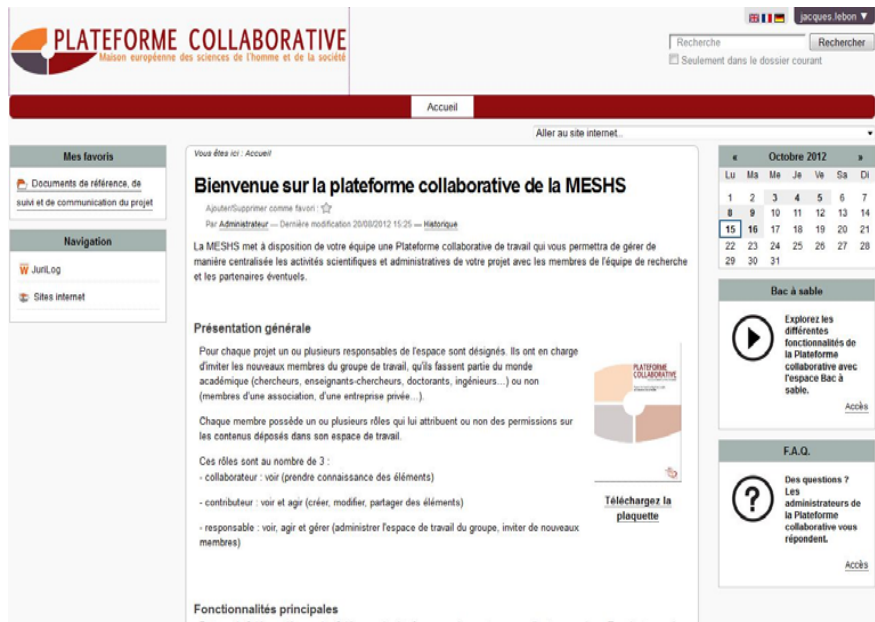 jacques.lebon ▼
PLATEFORME COLLABORATIVE
Maison européenne des sciences de l'homme et de la société
Recherche
Rechercher
Seulement dans le dossier courant
Accueil
Aller au site internet..
Mes favoris
Documents de référence, de
suivi et de communication du projet
Navigation
JuriLog
Sites internet
Vous êtes ici : Accueil
Bienvenue sur la plateforme collaborative de la MESHS
Ajouter/Supprimer comme favori :
Par Administrateur — Dernière modification 20/08/2012 15:25 — Historique
La MESHS met à disposition de votre équipe une Plateforme collaborative de travail qui vous permettra de gérer de
manière centralisée les activités scientifiques et administratives de votre projet avec les membres de l'équipe de recherche
et les partenaires éventuels.
Présentation générale
Pour chaque projet un ou plusieurs responsables de l'espace sont désignés. Ils ont en charge
d'inviter les nouveaux membres du groupe de travail, qu'ils fassent partie du monde
académique (chercheurs, enseignants-chercheurs, doctorants, ingénieurs...) ou non
(membres d'une association, d'une entreprise privée...).
Chaque membre possède un ou plusieurs rôles qui lui attribuent ou non des permissions sur
les contenus déposés dans son espace de travail.
Ces rôles sont au nombre de 3 :
- collaborateur : voir (prendre connaissance des éléments)
- contributeur : voir et agir (créer, modifier, partager des éléments)
- responsable : voir, agir et gérer (administrer l'espace de travail du groupe, inviter de nouveaux
membres)
PLATEFORME
COLLABORATIVE
Téléchargez la
plaquette
Fonctionnalités principales
« Octobre 2012 »
Lu Ma Me Je Ve Sa Di
1 2 3 4 5 6 7
8 9 10 11 12 13 14
15 16 17 18 19 20 21
22 23 24 25 26 27 28
29 30 31
Bac à sable
Explorez les
différentes
fonctionnalités de
la Plateforme
collaborative avec
l'espace Bac à
sable.
Accès
F.A.Q.
Des questions ?
Les
administrateurs de
la Plateforme
collaborative vous
répondent.
Accès